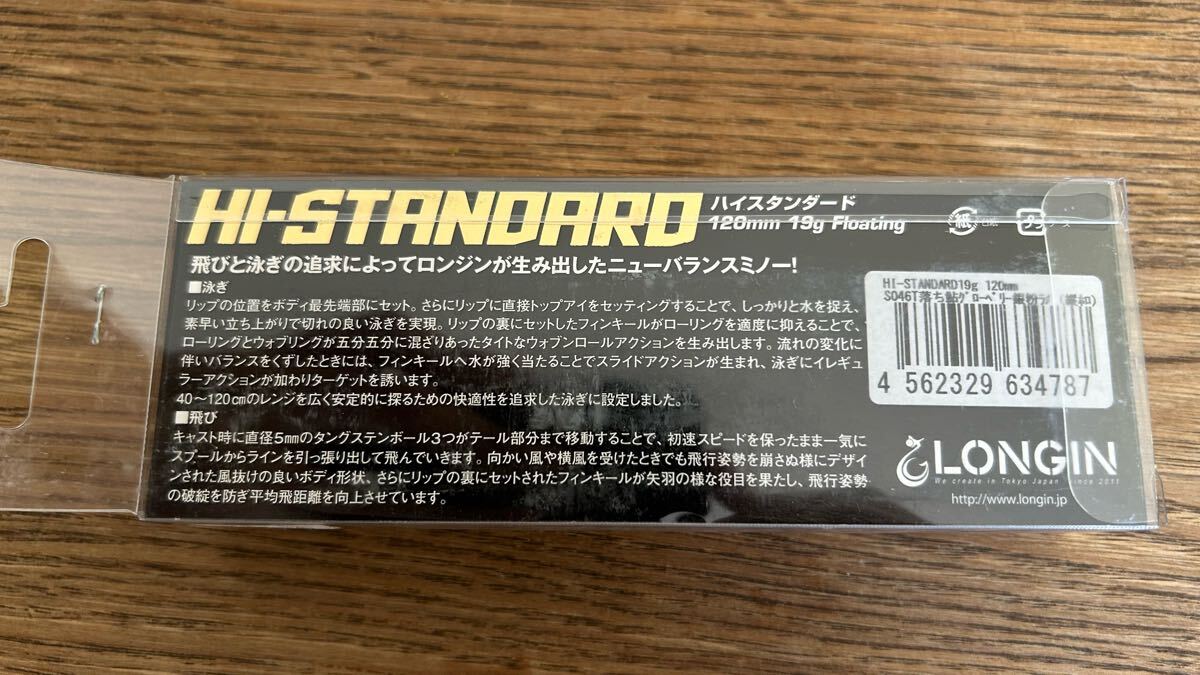 HI-STANDARD
ハイスタンダード
120mm 19g Floating
紙
プラ
飛びと泳ぎの追求によってロンジンが生み出したニューバランスミノー!
■泳ぎ
リップの位置をボディ最先端部にセット。さらにリップに直接トップアイをセッティングすることで、しっかりと水を捉え、
素早い立ち上がりで切れの良い泳ぎを実現。リップの裏にセットしたフィンキールがローリングを適度に抑えることで、
ローリングとウォブリングが五分五分に混ざりあったタイトなウォブンロールアクションを生み出します。流れの変化に
伴いバランスをくずしたときには、フィンキールへ水が強く当たることでスライドアクションが生まれ、泳ぎにイレギュ
ラーアクションが加わりターゲットを誘います。
40〜120㎝のレンジを広く安定的に探るための快適性を追求した泳ぎに設定しました。
■飛び
キャスト時に直径5㎜のタングステンボール3つがテール部分まで移動することで、初速スピードを保ったまま一気に
スプールからラインを引っ張り出して飛んでいきます。向かい風や横風を受けたときでも飛行姿勢を崩さぬ様にデザイ
ンされた風抜けの良いボディ形状、さらにリップの裏にセットされたフィンキールが矢羽の様な役目を果たし、飛行姿勢
の破綻を防ぎ平均飛距離を向上させています。
HI-STANDARD19g 120mm
S046T落ち鮎ｸﾞﾛｰﾍﾞﾘｰ
4 562329 634787
LONGIN
We create in Tokyo Japan since 2011
http://www.longin.jp